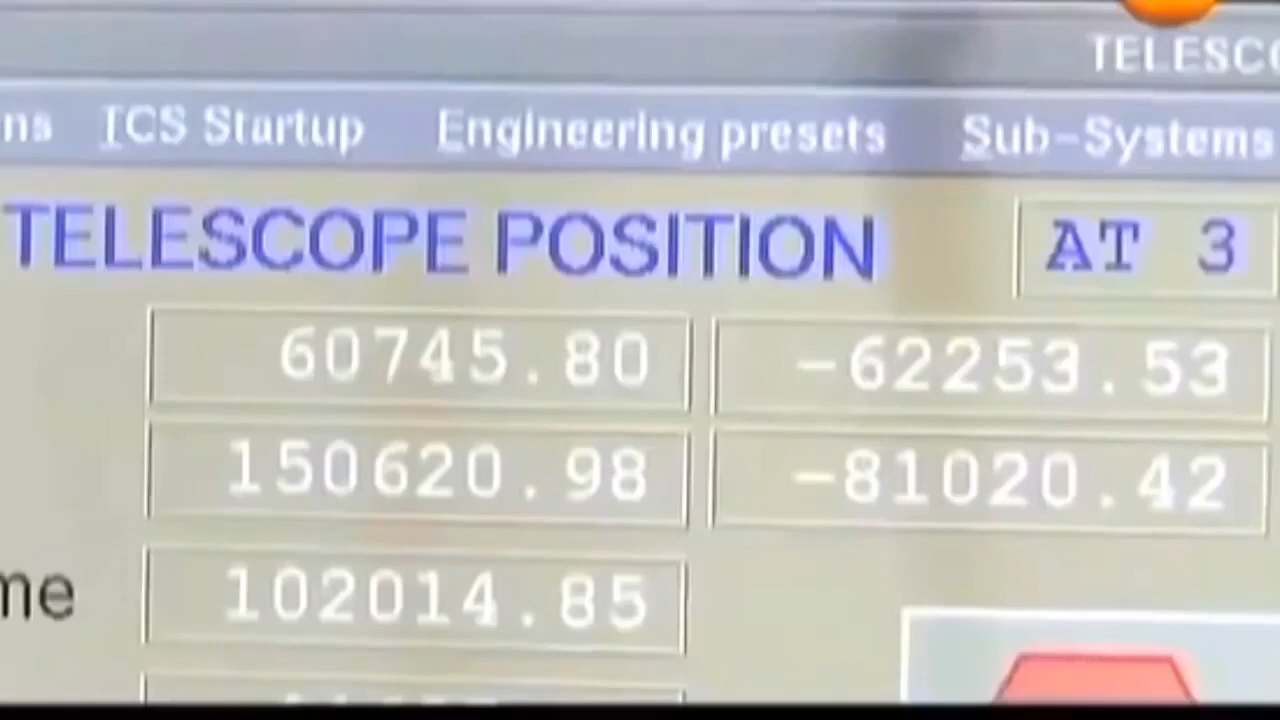 TELESCO
ns ICS Startup Engineering presets Sub-Systems
TELESCOPE POSITION AT 3
60745.80 -62253.53
150620.98 -81020.42
me 102014.85